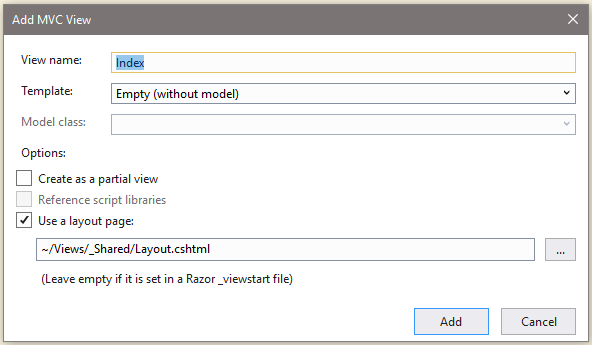 Add MVC View
View name: Index
Template: Empty (without model)
Model class:
Options:
Create as a partial view
Reference script libraries
Use a layout page:
~/Views/_Shared/Layout.cshtml ...
(Leave empty if it is set in a Razor _viewstart file)
Add Cancel